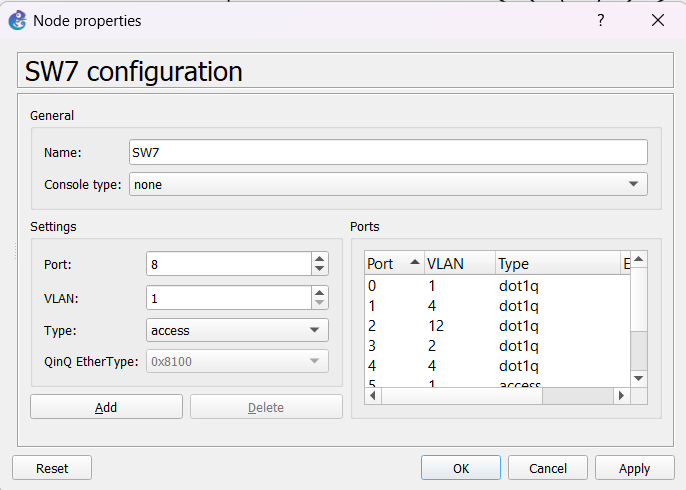 Node properties
SW7 configuration
General
Name: SW7
Console type: none
Settings
Port: 8
VLAN: 1
Type: access
QinQ EtherType: 0x8100
Add Delete
Ports
Port VLAN Type E
0 1 dot1q
1 4 dot1q
2 12 dot1q
3 2 dot1q
4 4 dot1q
5 1 access
Reset OK Cancel Apply